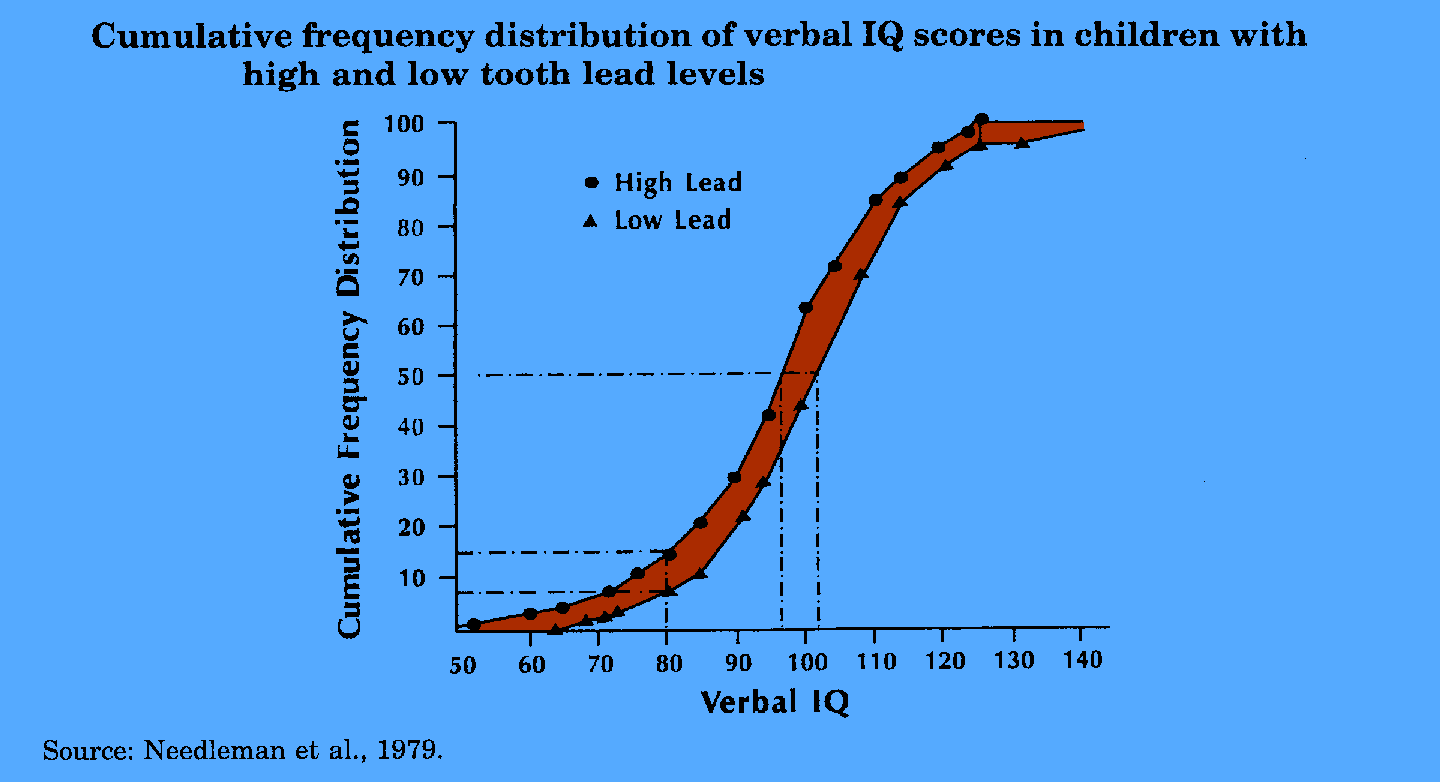 Cumulative frequency distribution of verbal IQ scores in children with
high and low tooth lead levels
Cumulative Frequency Distribution
100
90
80
70
60
50
40
30
20
10
High Lead
Low Lead
50 60 70 80 90 100 110 120 130 140
Verbal IQ
Source: Needleman et al., 1979.